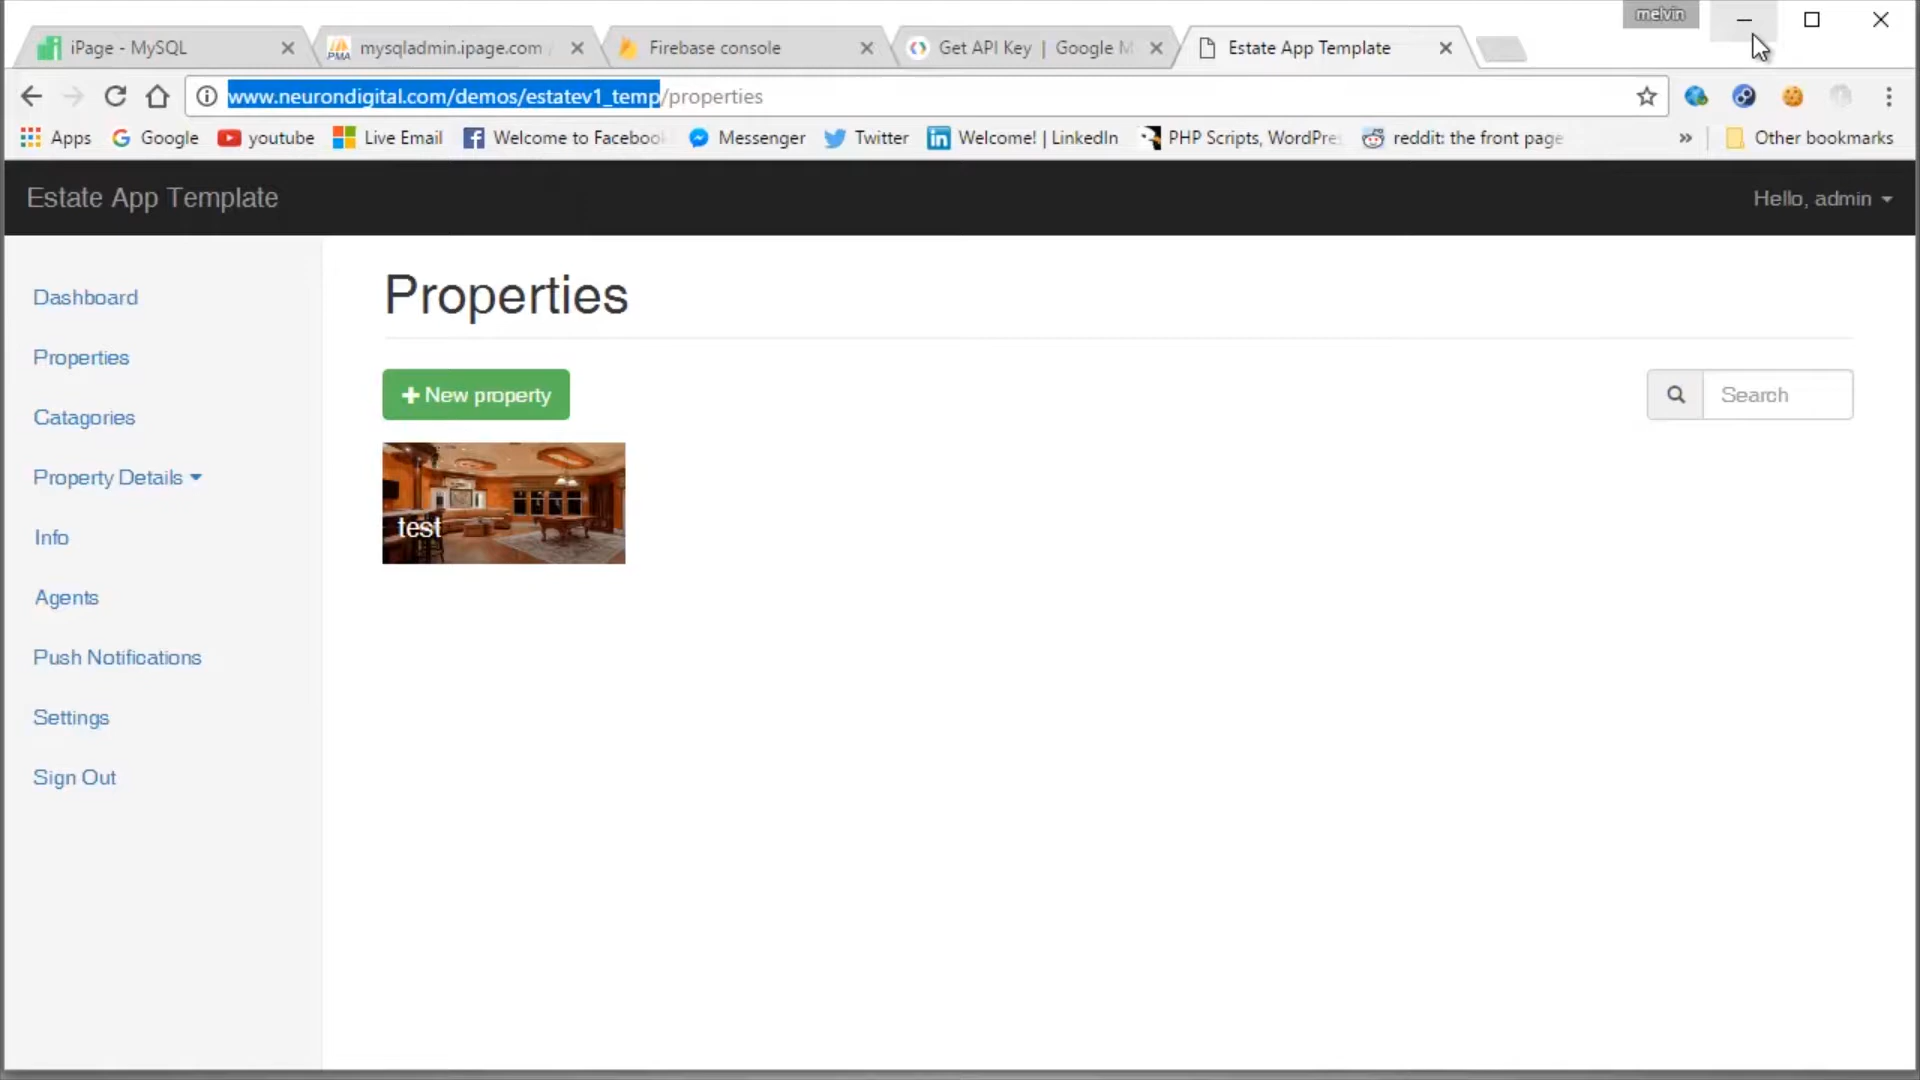 melvin
iPage - MySQL
mysqladmin.ipage.com
Firebase console
Get API Key | Google M
Estate App Template
www.neurondigital.com/demos/estatev1_temp/properties
Apps
Google
youtube
Live Email
Welcome to Faceboo
Messenger
Twitter
Welcome! | LinkedIn
PHP Scripts, WordPre
reddit: the front page
»
Other bookmarks
Estate App Template
Hello, admin
Dashboard
Properties
Catagories
Property Details
Info
Agents
Push Notifications
Settings
Sign Out
Properties
New property
Search
test